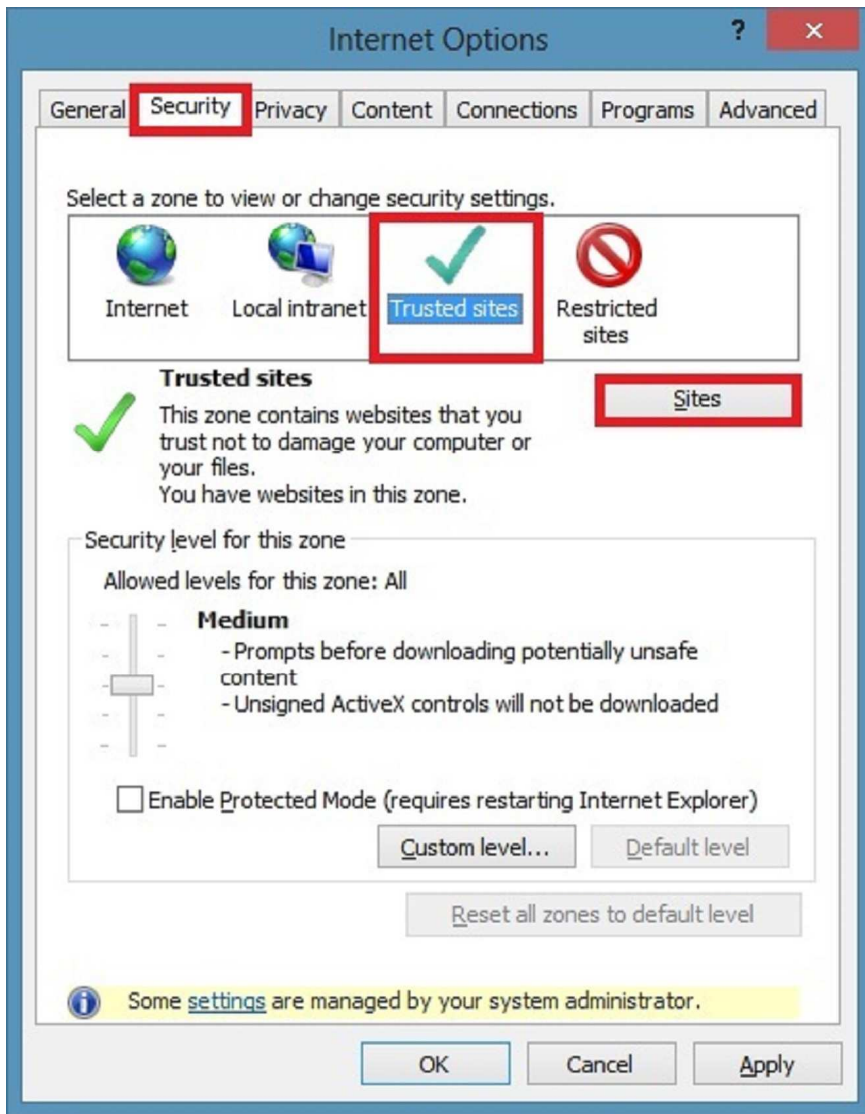 Internet Options
?
General Security Privacy Content Connections Programs Advanced
Select a zone to view or change security settings.
Internet
Local intranet
Trusted sites
Restricted
sites
Trusted sites
Sites
This zone contains websites that you
trust not to damage your computer or
your files.
You have websites in this zone.
Security level for this zone
Allowed levels for this zone: All
Medium
- Prompts before downloading potentially unsafe
content
- Unsigned ActiveX controls will not be downloaded
Enable Protected Mode (requires restarting Internet Explorer)
Custom level...
Default level
Reset all zones to default level
Some settings are managed by your system administrator.
OK
Cancel
Apply